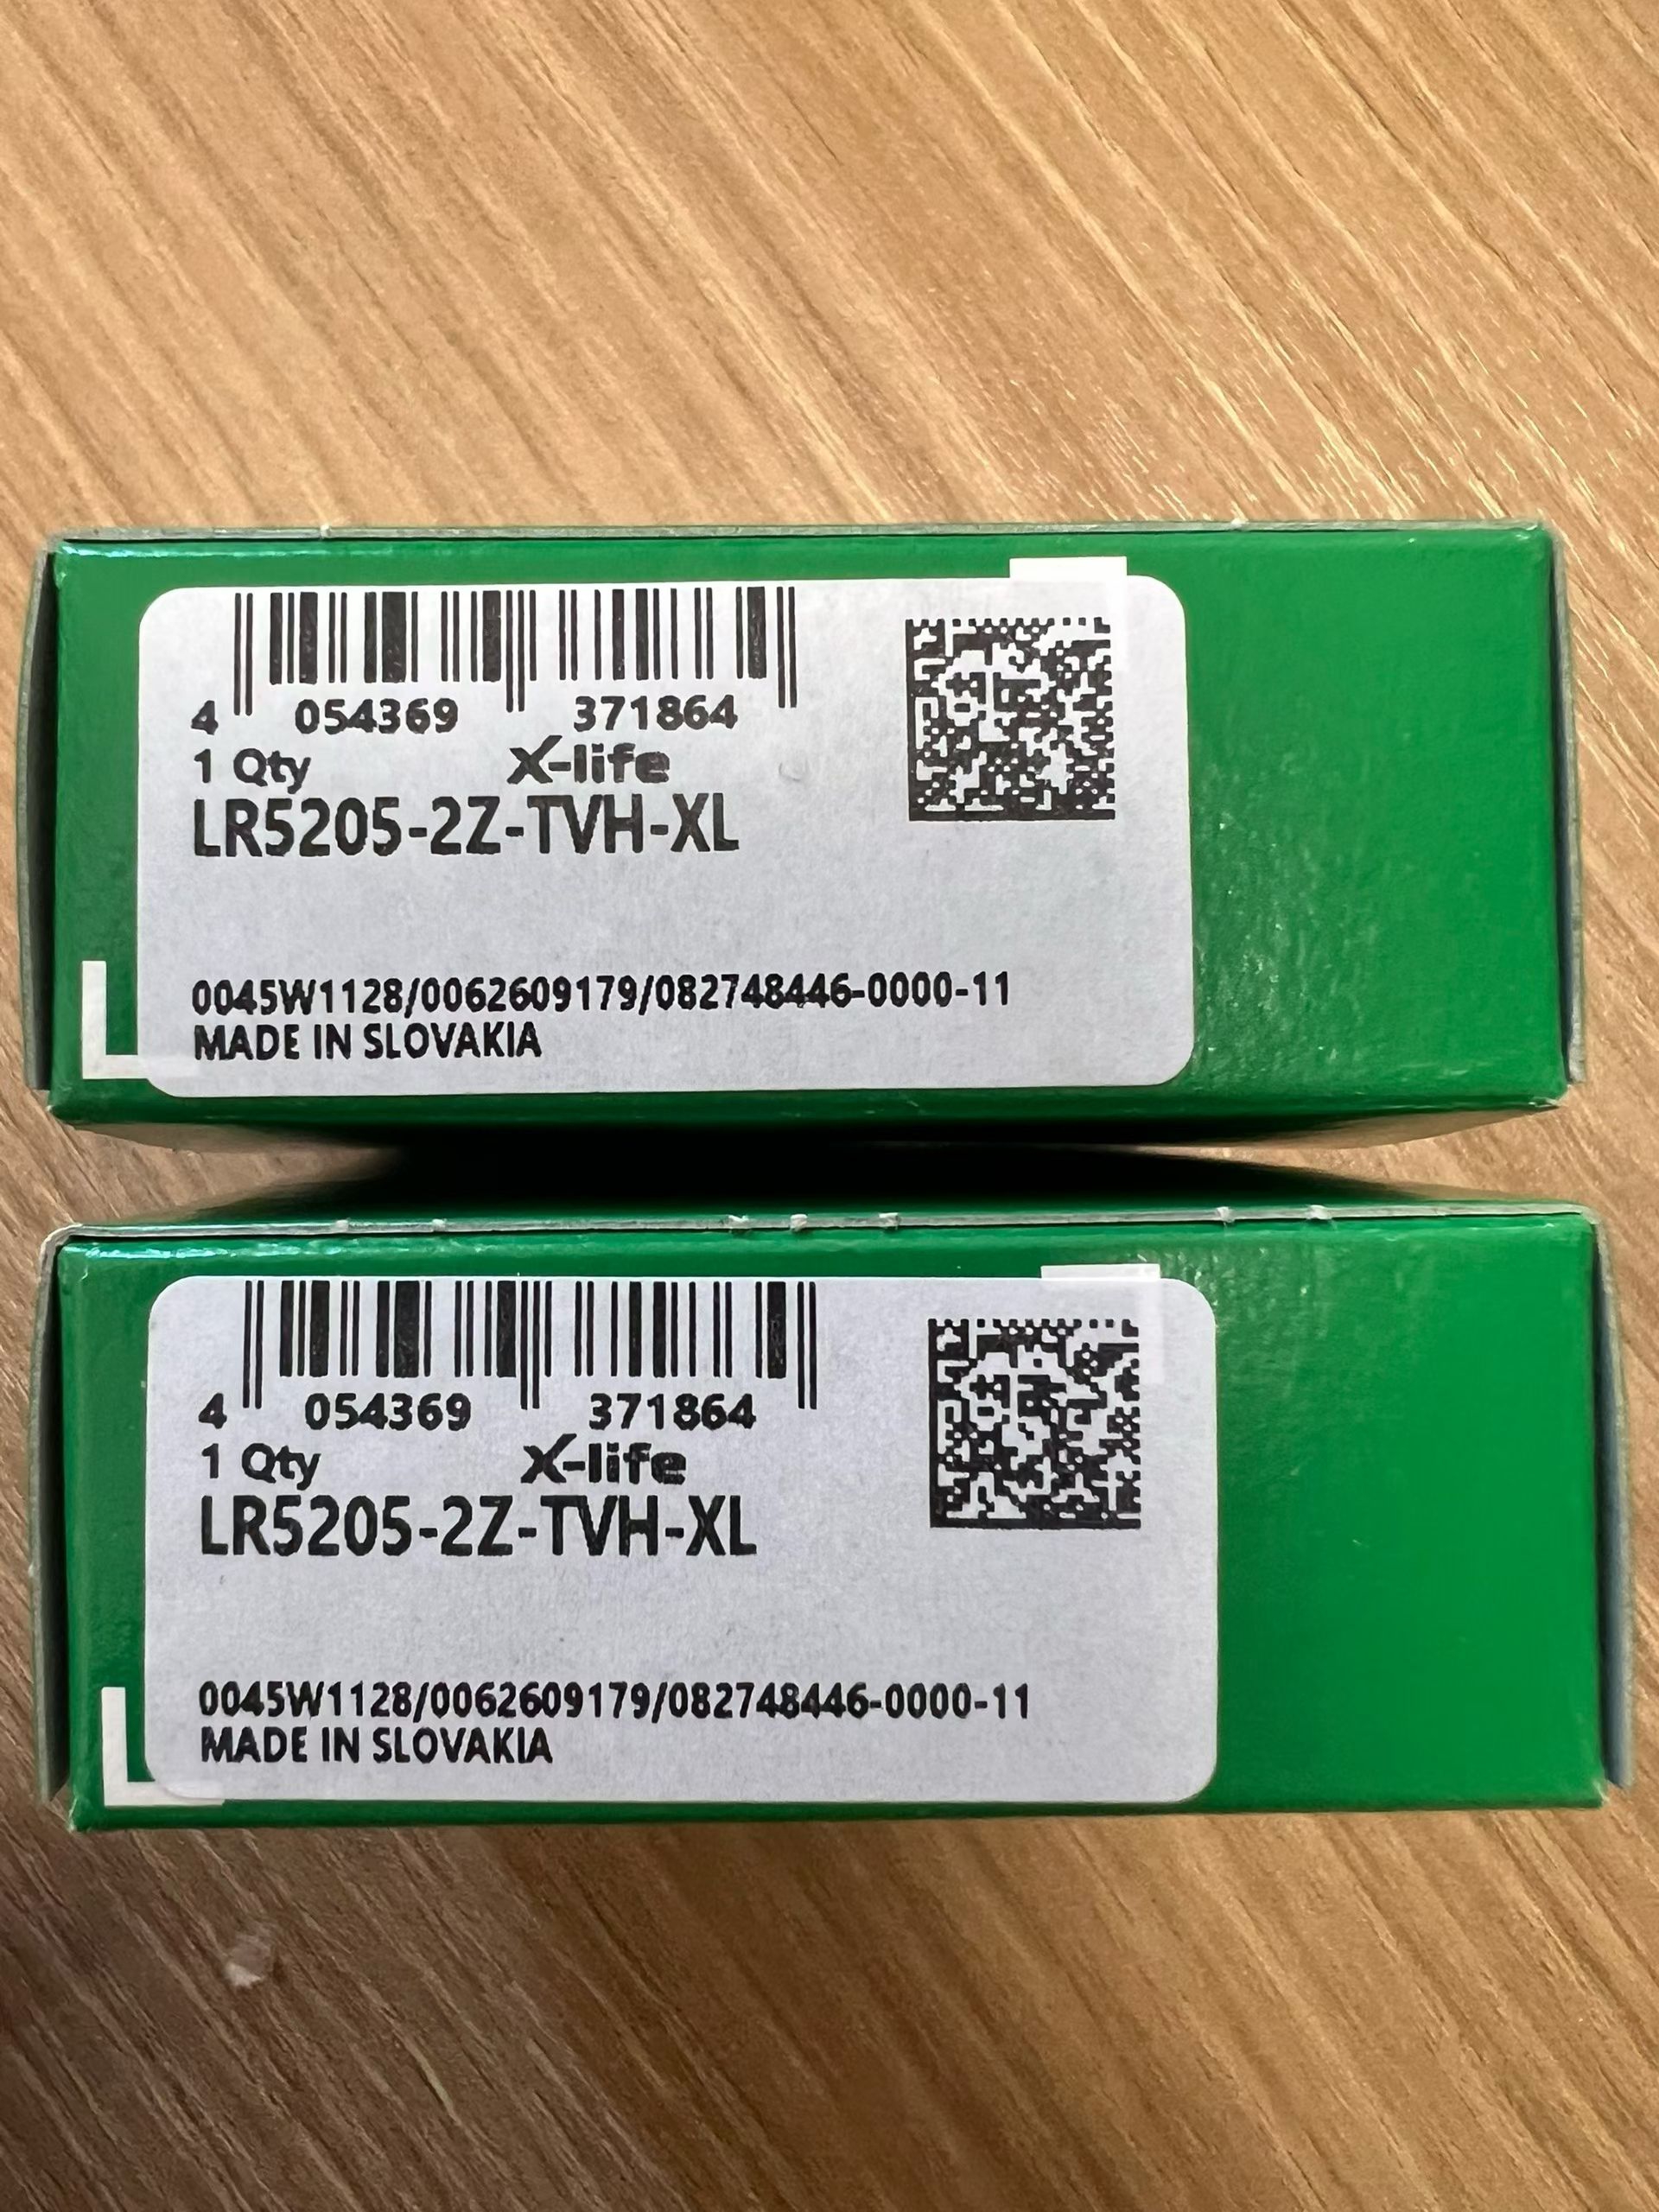 4 054369 371864
1 Qty X-life
LR5205-2Z-TVH-XL
0045W1128/0062609179/082748446-0000-11
MADE IN SLOVAKIA
4 054369 371864
1 Qty X-life
LR5205-2Z-TVH-XL
0045W1128/0062609179/082748446-0000-11
MADE IN SLOVAKIA